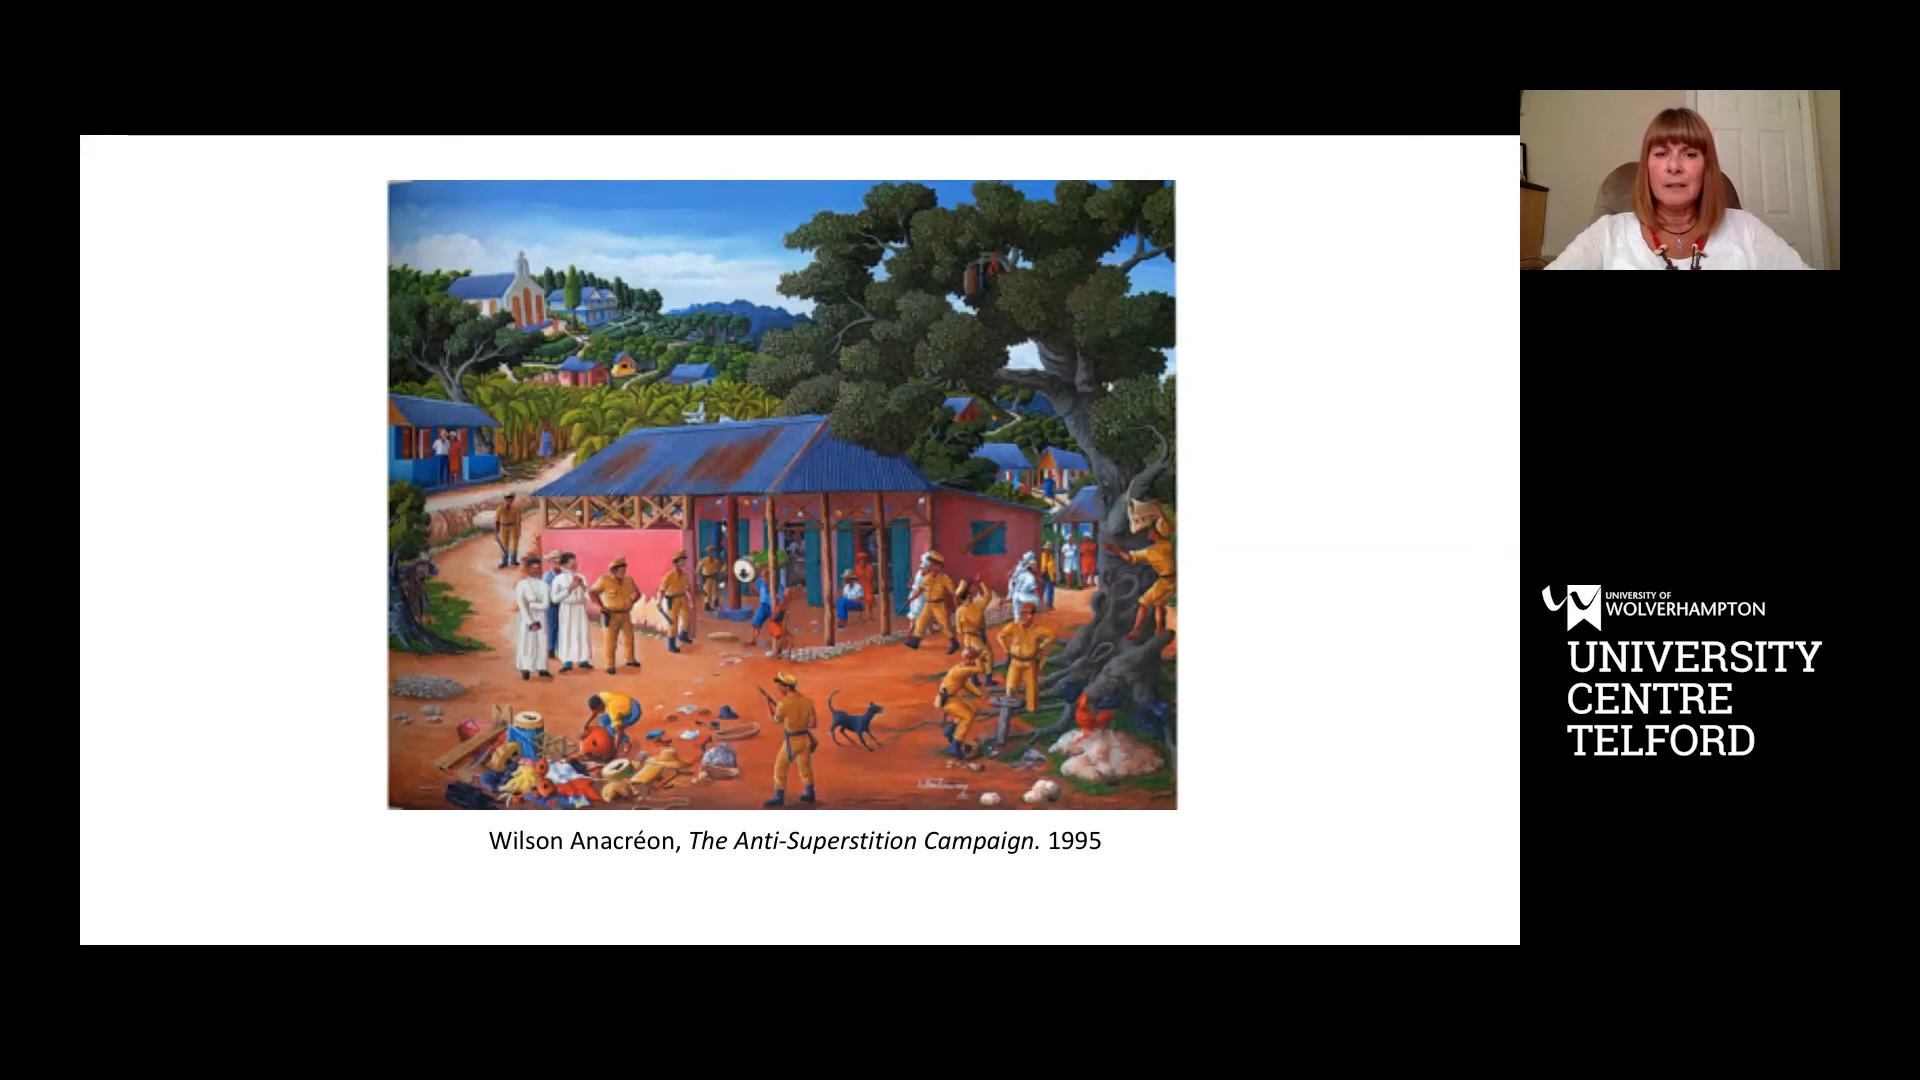 Wilson Anacréon, The Anti-Superstition Campaign. 1995
UNIVERSITY OF
WOLVERHAMPTON
UNIVERSITY
CENTRE
TELFORD